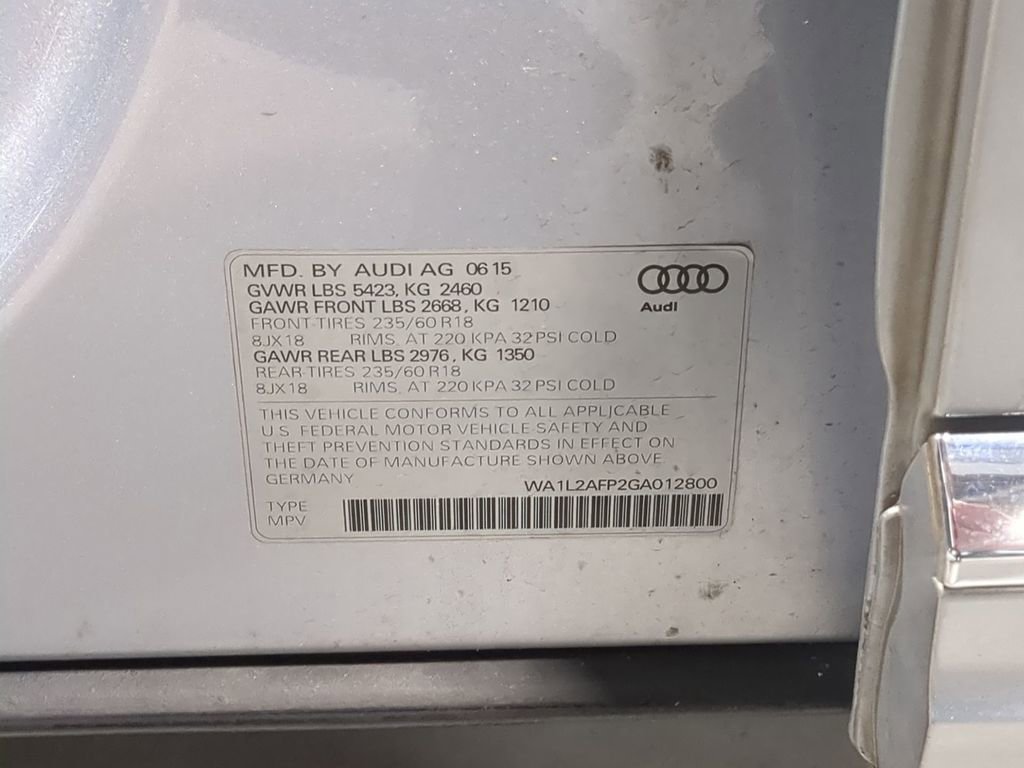 MFD. BY AUDI AG 0615
GVWR LBS 5423, KG 2460
GAWR FRONT LBS 2668, KG 1210
FRONT-TIRES 235/60 R18
8JX18 RIMS, AT 220 KPA 32 PSI COLD
GAWR REAR LBS 2976, KG 1350
REAR-TIRES 235/60 R18
8JX18 RIMS, AT 220 KPA 32 PSI COLD
Audi
THIS VEHICLE CONFORMS TO ALL APPLICABLE
U.S. FEDERAL MOTOR VEHICLE SAFETY AND
THEFT PREVENTION STANDARDS IN EFFECT ON
THE DATE OF MANUFACTURE SHOWN ABOVE.
GERMANY
WA1L2AFP2GA012800
TYPE
MPV